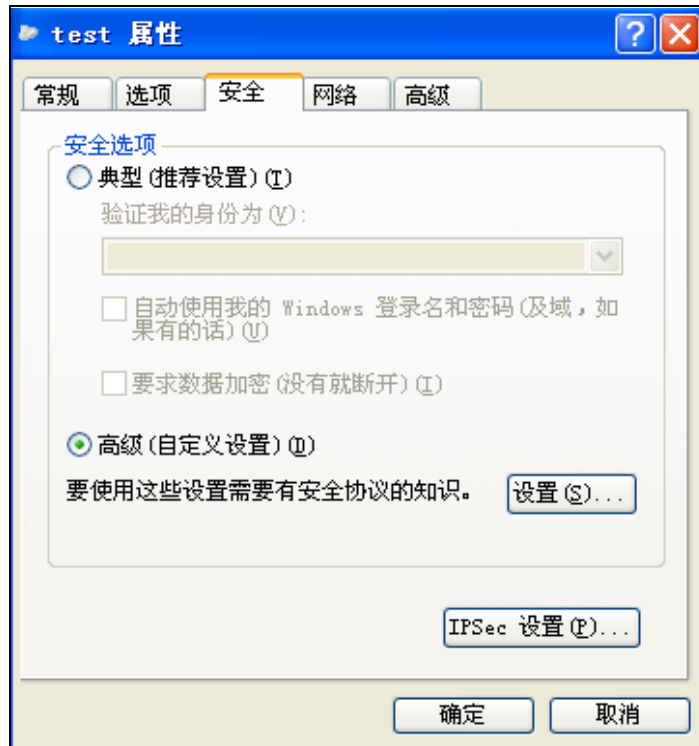 test 属性
常规 选项 安全 网络 高级
安全选项
典型(推荐设置)(T)
验证我的身份为(V):
自动使用我的 Windows 登录名和密码(及域,如
果有的话)(U)
要求数据加密(没有就断开)(I)
高级(自定义设置)(D)
要使用这些设置需要有安全协议的知识。 设置(S)...
IPSec 设置(P)...
确定 取消